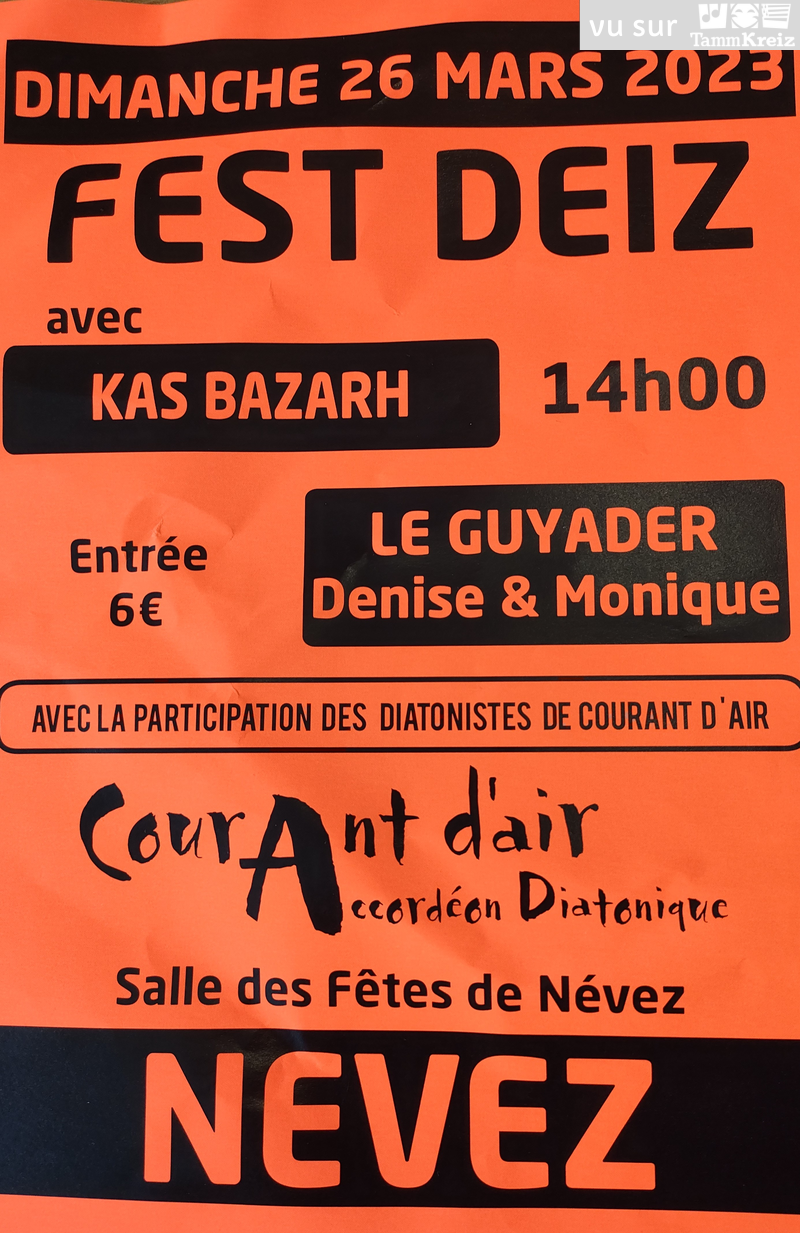 vu sur
TammKreiz
DIMANCHE 26 MARS 2023
FEST DEIZ
avec
KAS BAZARH
14h00
Entrée
6€
LE GUYADER
Denise & Monique
AVEC LA PARTICIPATION DES DIATONISTES DE COURANT D'AIR
CourAnt d'air
Accordéon Diatonique
Salle des Fêtes de Névez
NEVEZ